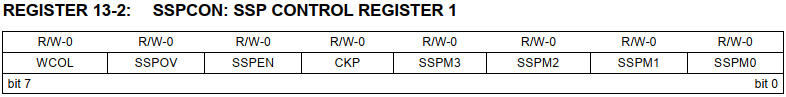 REGISTER 13-2: SSPCON: SSP CONTROL REGISTER 1
R/W-0 R/W-0 R/W-0 R/W-0 R/W-0 R/W-0 R/W-0 R/W-0
WCOL SSPOV SSPEN CKP SSPM3 SSPM2 SSPM1 SSPM0
bit 7 bit 0